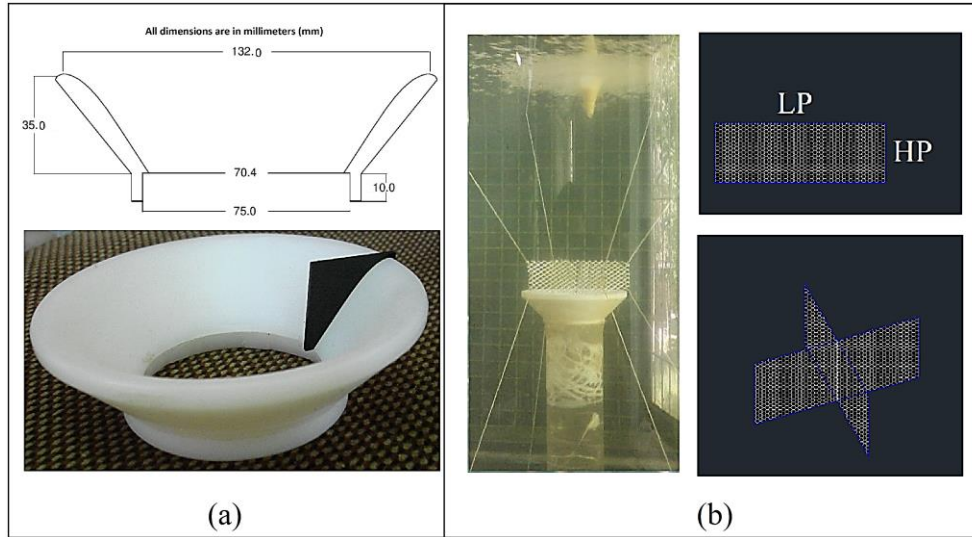 All dimensions are in millimeters (mm)
132.0
35.0
70.4
10.0
75.0
LP
HP
(a)
(b)